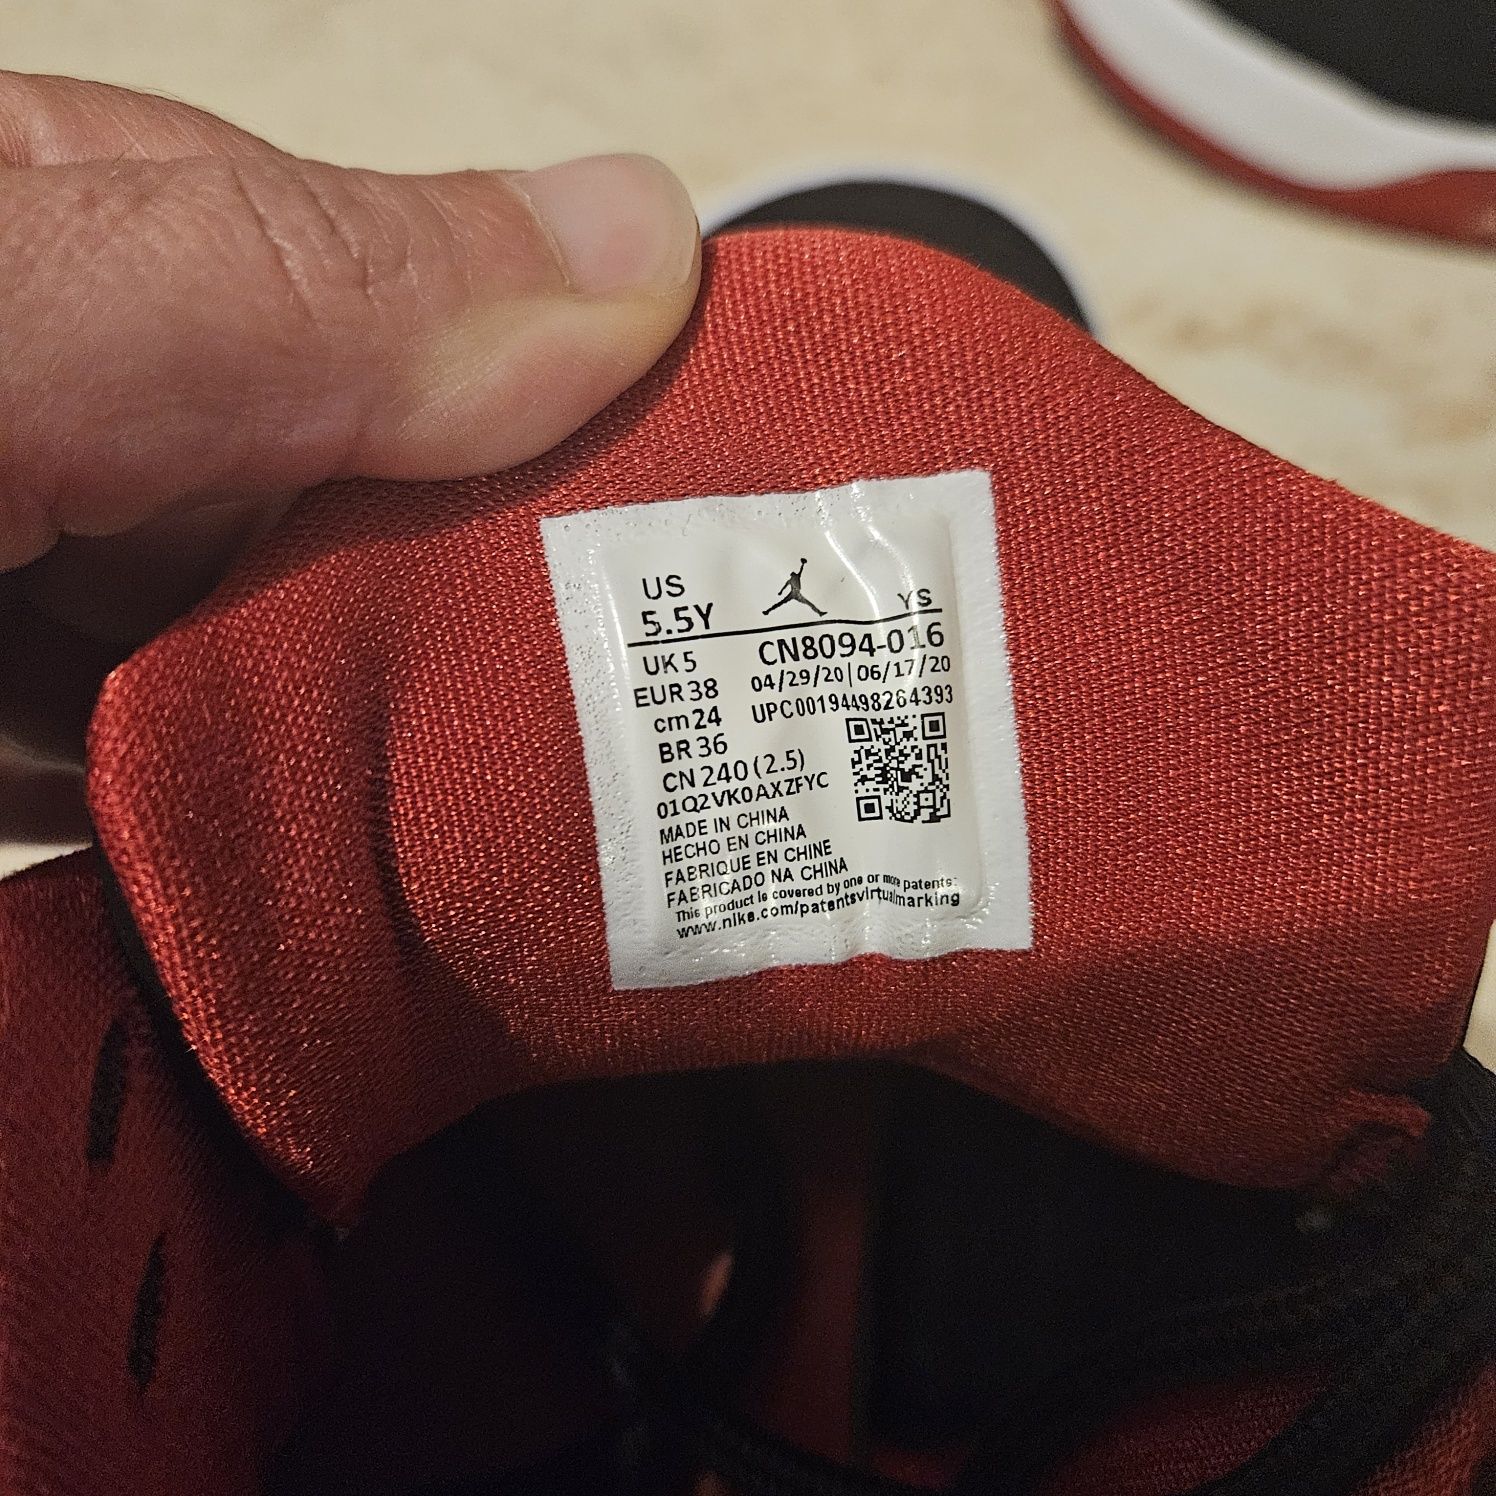 US
5.5Y
YS
UK 5
CN8094-016
EUR 38
04/29/20|06/17/20
cm 24
UPC00194498264393
BR 36
CN 240 (2.5)
01Q2VK0AXZFYC
MADE IN CHINA
HECHO EN CHINA
FABRIQUE EN CHINE
FABRICADO NA CHINA
This product is covered by one or more patents:
www.nike.com/patentsvirtualmarking